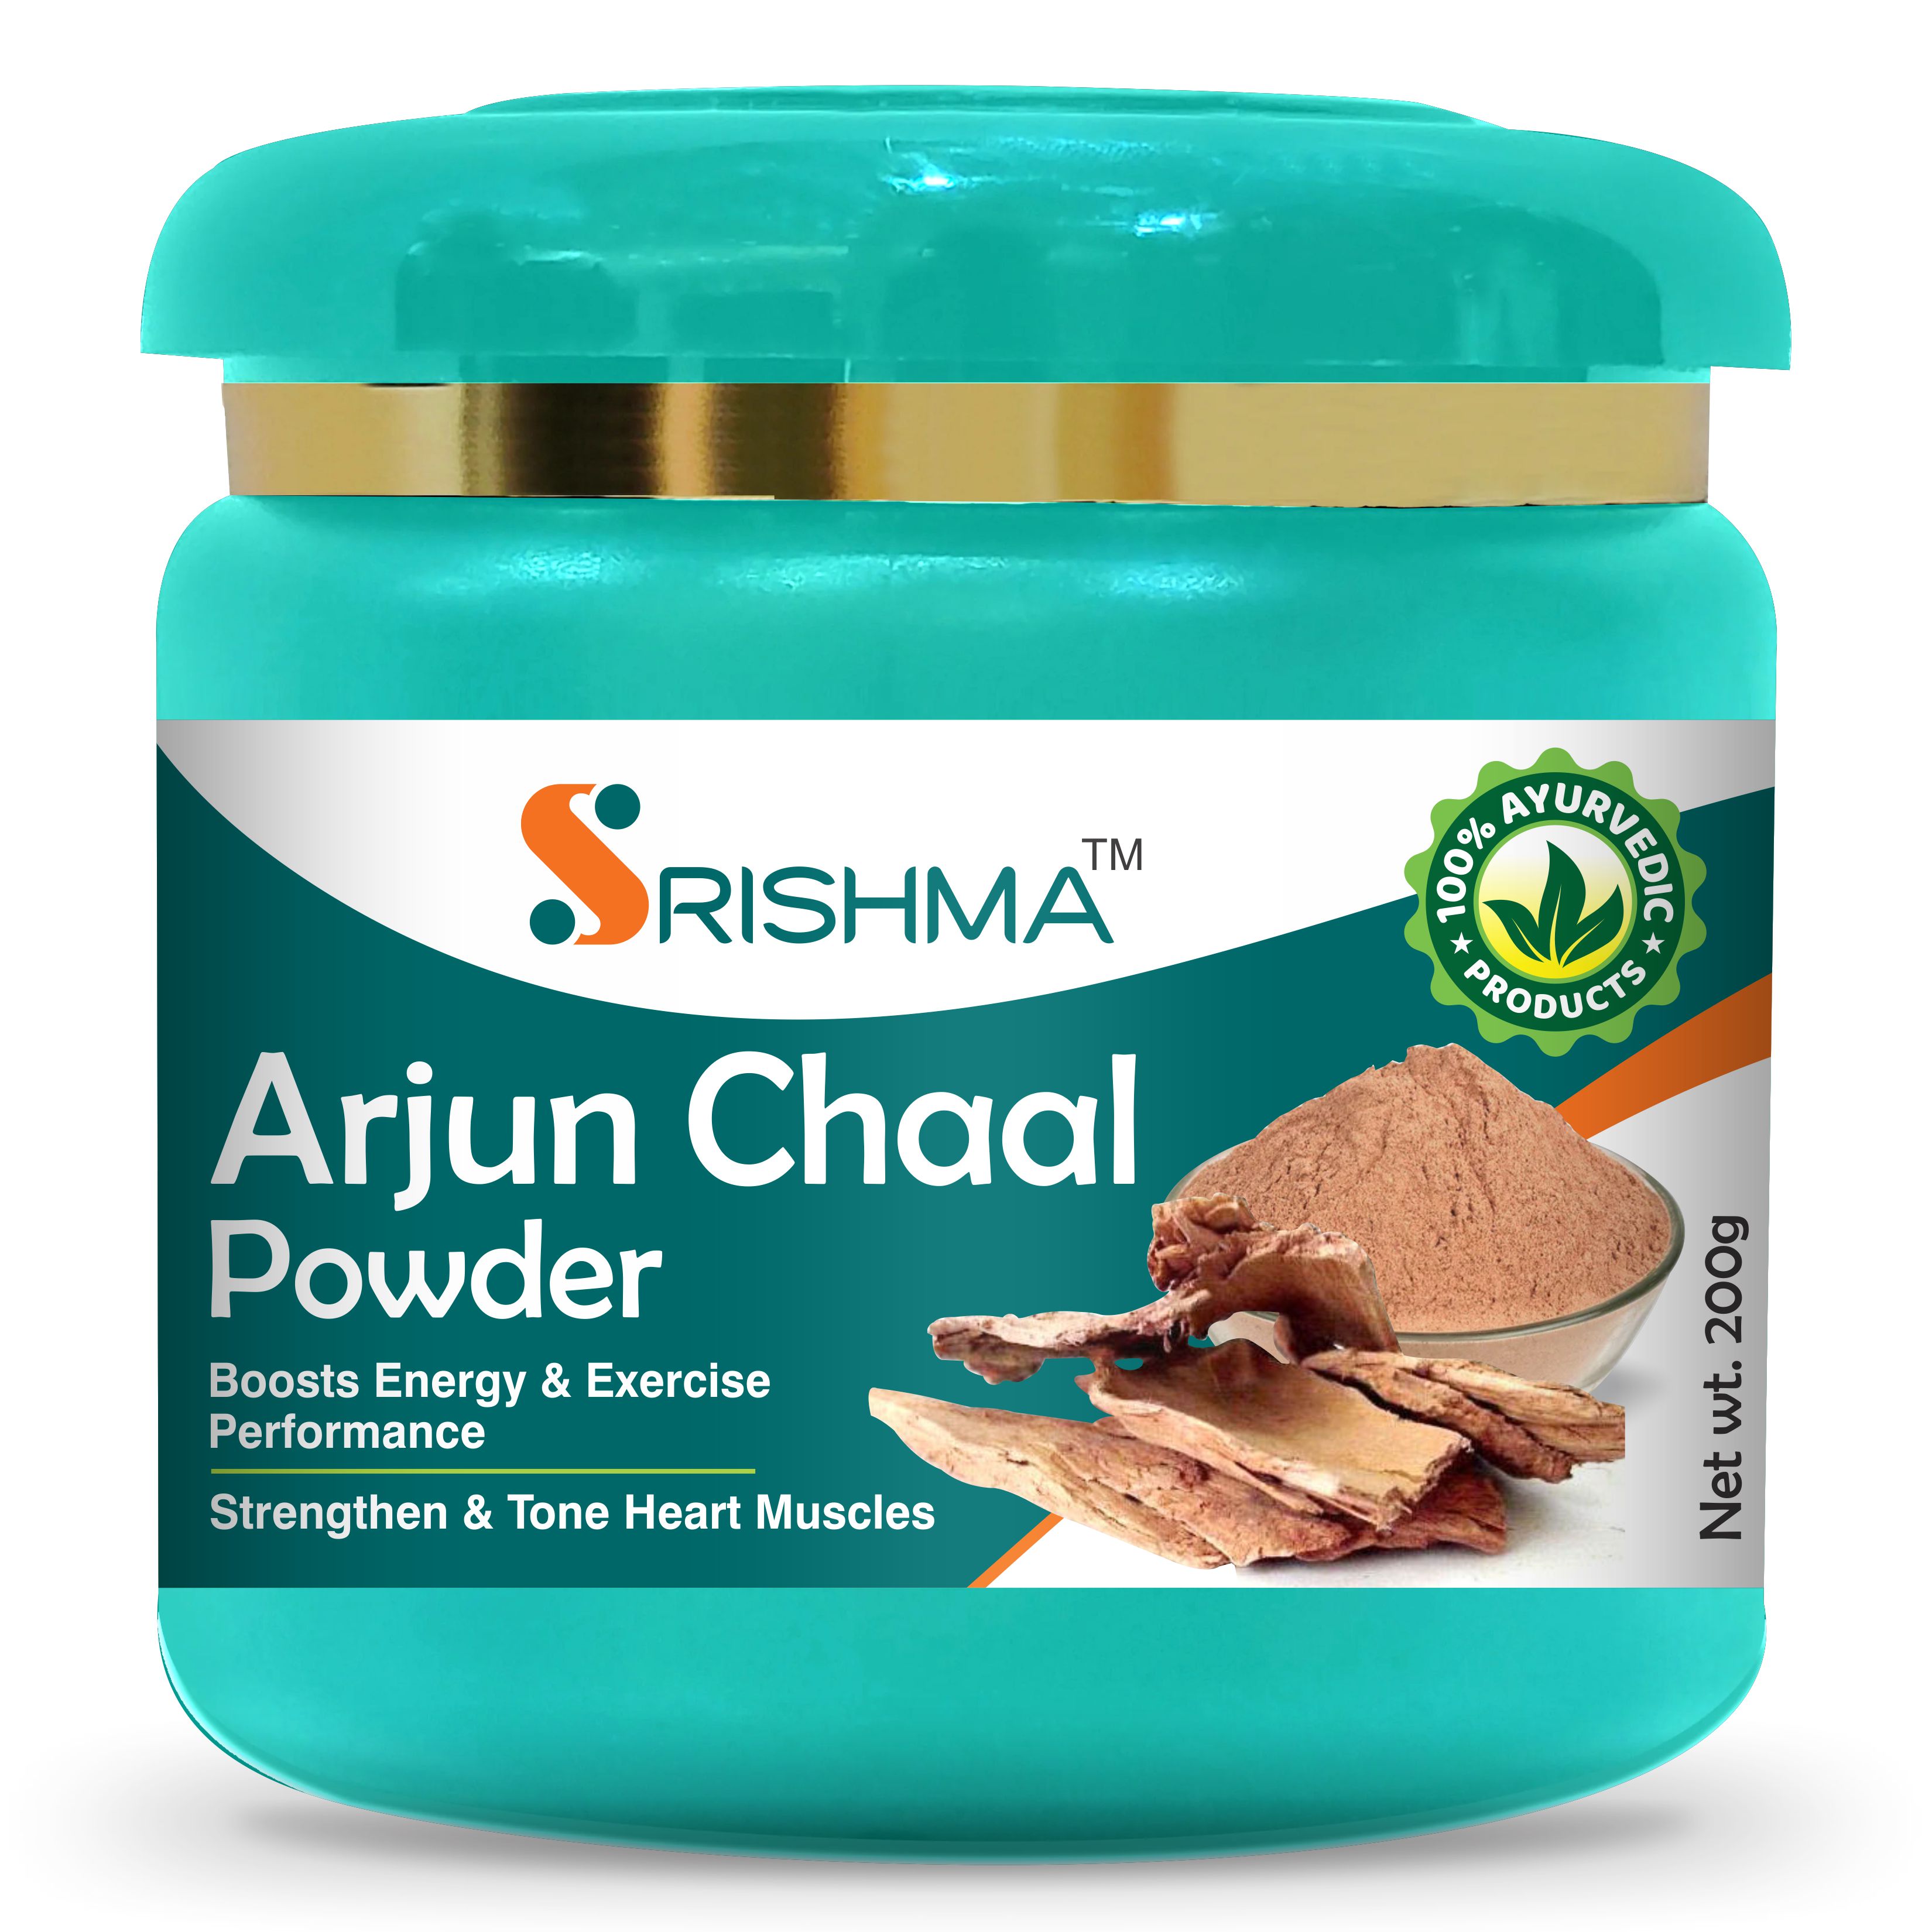 SRISHMA™
100% AYURVEDIC
PRODUCTS
Arjun Chaal
Powder
Boosts Energy & Exercise
Performance
Strengthen & Tone Heart Muscles
Net wt. 200g